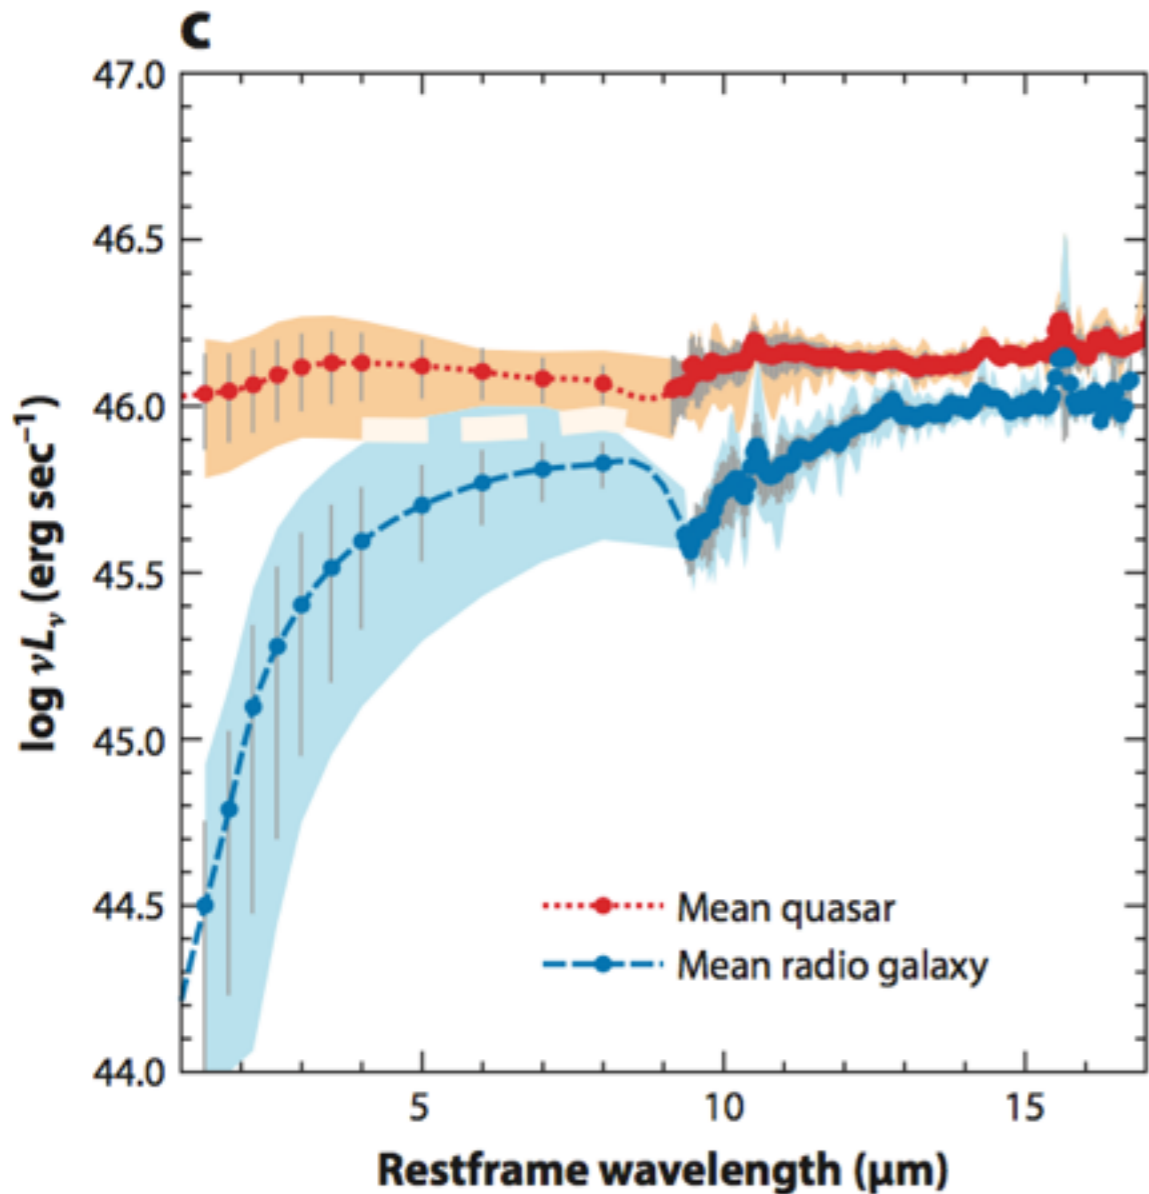 c
47.0
46.5
46.0
45.5
45.0
44.5
44.0
log νLν (erg sec⁻¹)
Mean quasar
Mean radio galaxy
5 10 15
Restframe wavelength (μm)